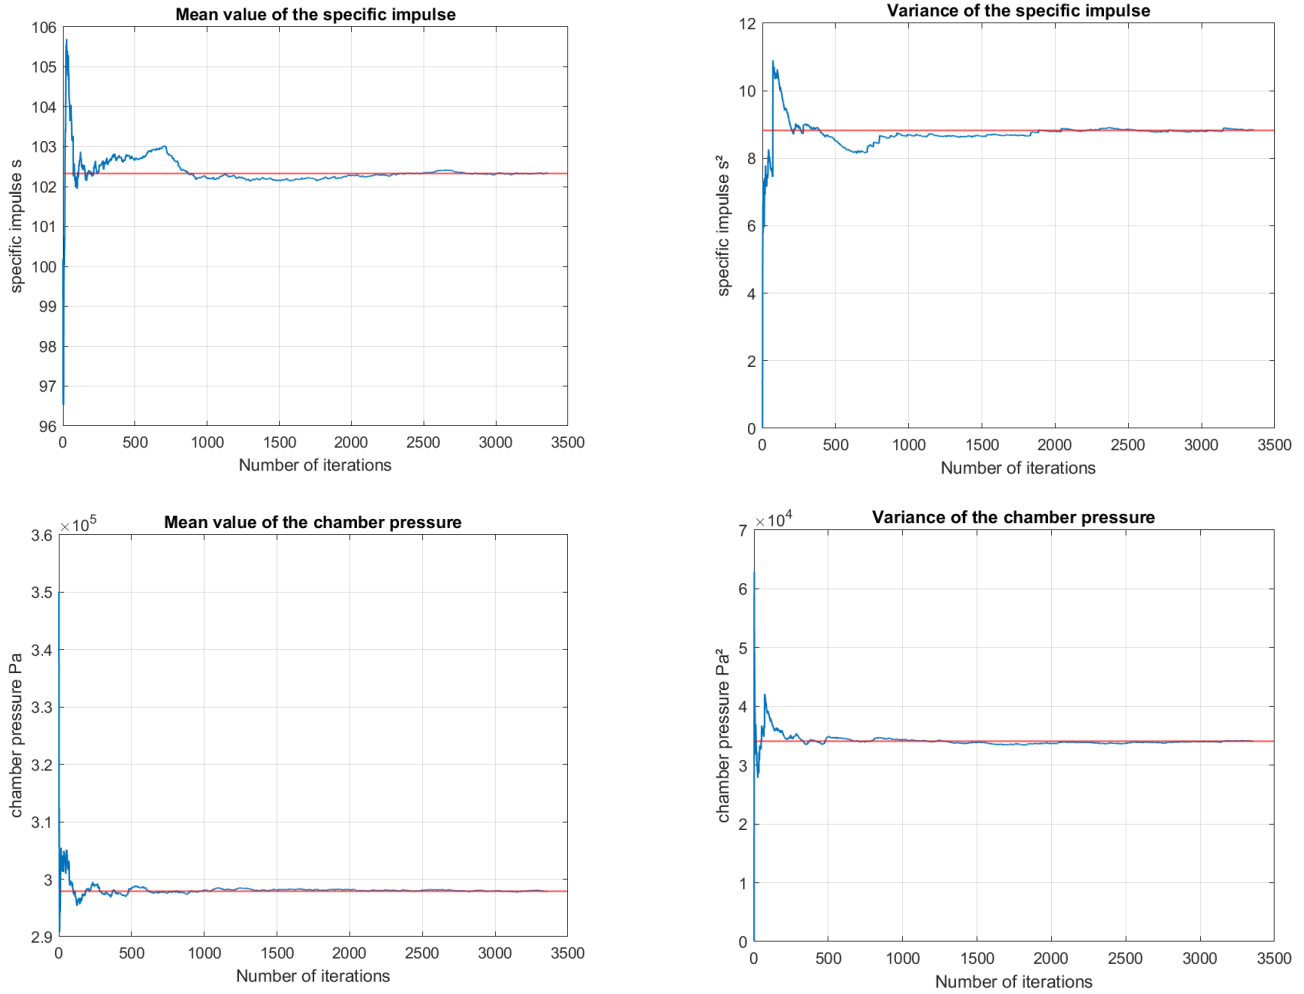 Mean value of the specific impulse
106
105
104
103
102
101
100
99
98
97
96
specific impulse s
0 500 1000 1500 2000 2500 3000 3500
Number of iterations
Variance of the specific impulse
12
10
8
6
4
2
0
specific impulse s²
0 500 1000 1500 2000 2500 3000 3500
Number of iterations
Mean value of the chamber pressure
×10⁵
3.6
3.5
3.4
3.3
3.2
3.1
3
2.9
chamber pressure Pa
0 500 1000 1500 2000 2500 3000 3500
Number of iterations
Variance of the chamber pressure
×10⁴
7
6
5
4
3
2
1
0
chamber pressure Pa²
0 500 1000 1500 2000 2500 3000 3500
Number of iterations